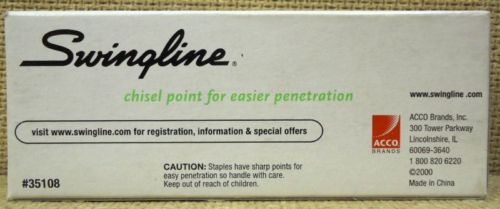 Swingline®
chisel point for easier penetration
www.swingline .com
visit www.swingline.com for registration, information & special offers
ACCO
BRANDS
ACCO Brands, Inc.
300 Tower Parkway
Lincolnshire, IL
60069-3640
1 800 820 6220
©2000
Made in China
#35108
CAUTION: Staples have sharp points for
easy penetration so handle with care.
Keep out of reach of children.